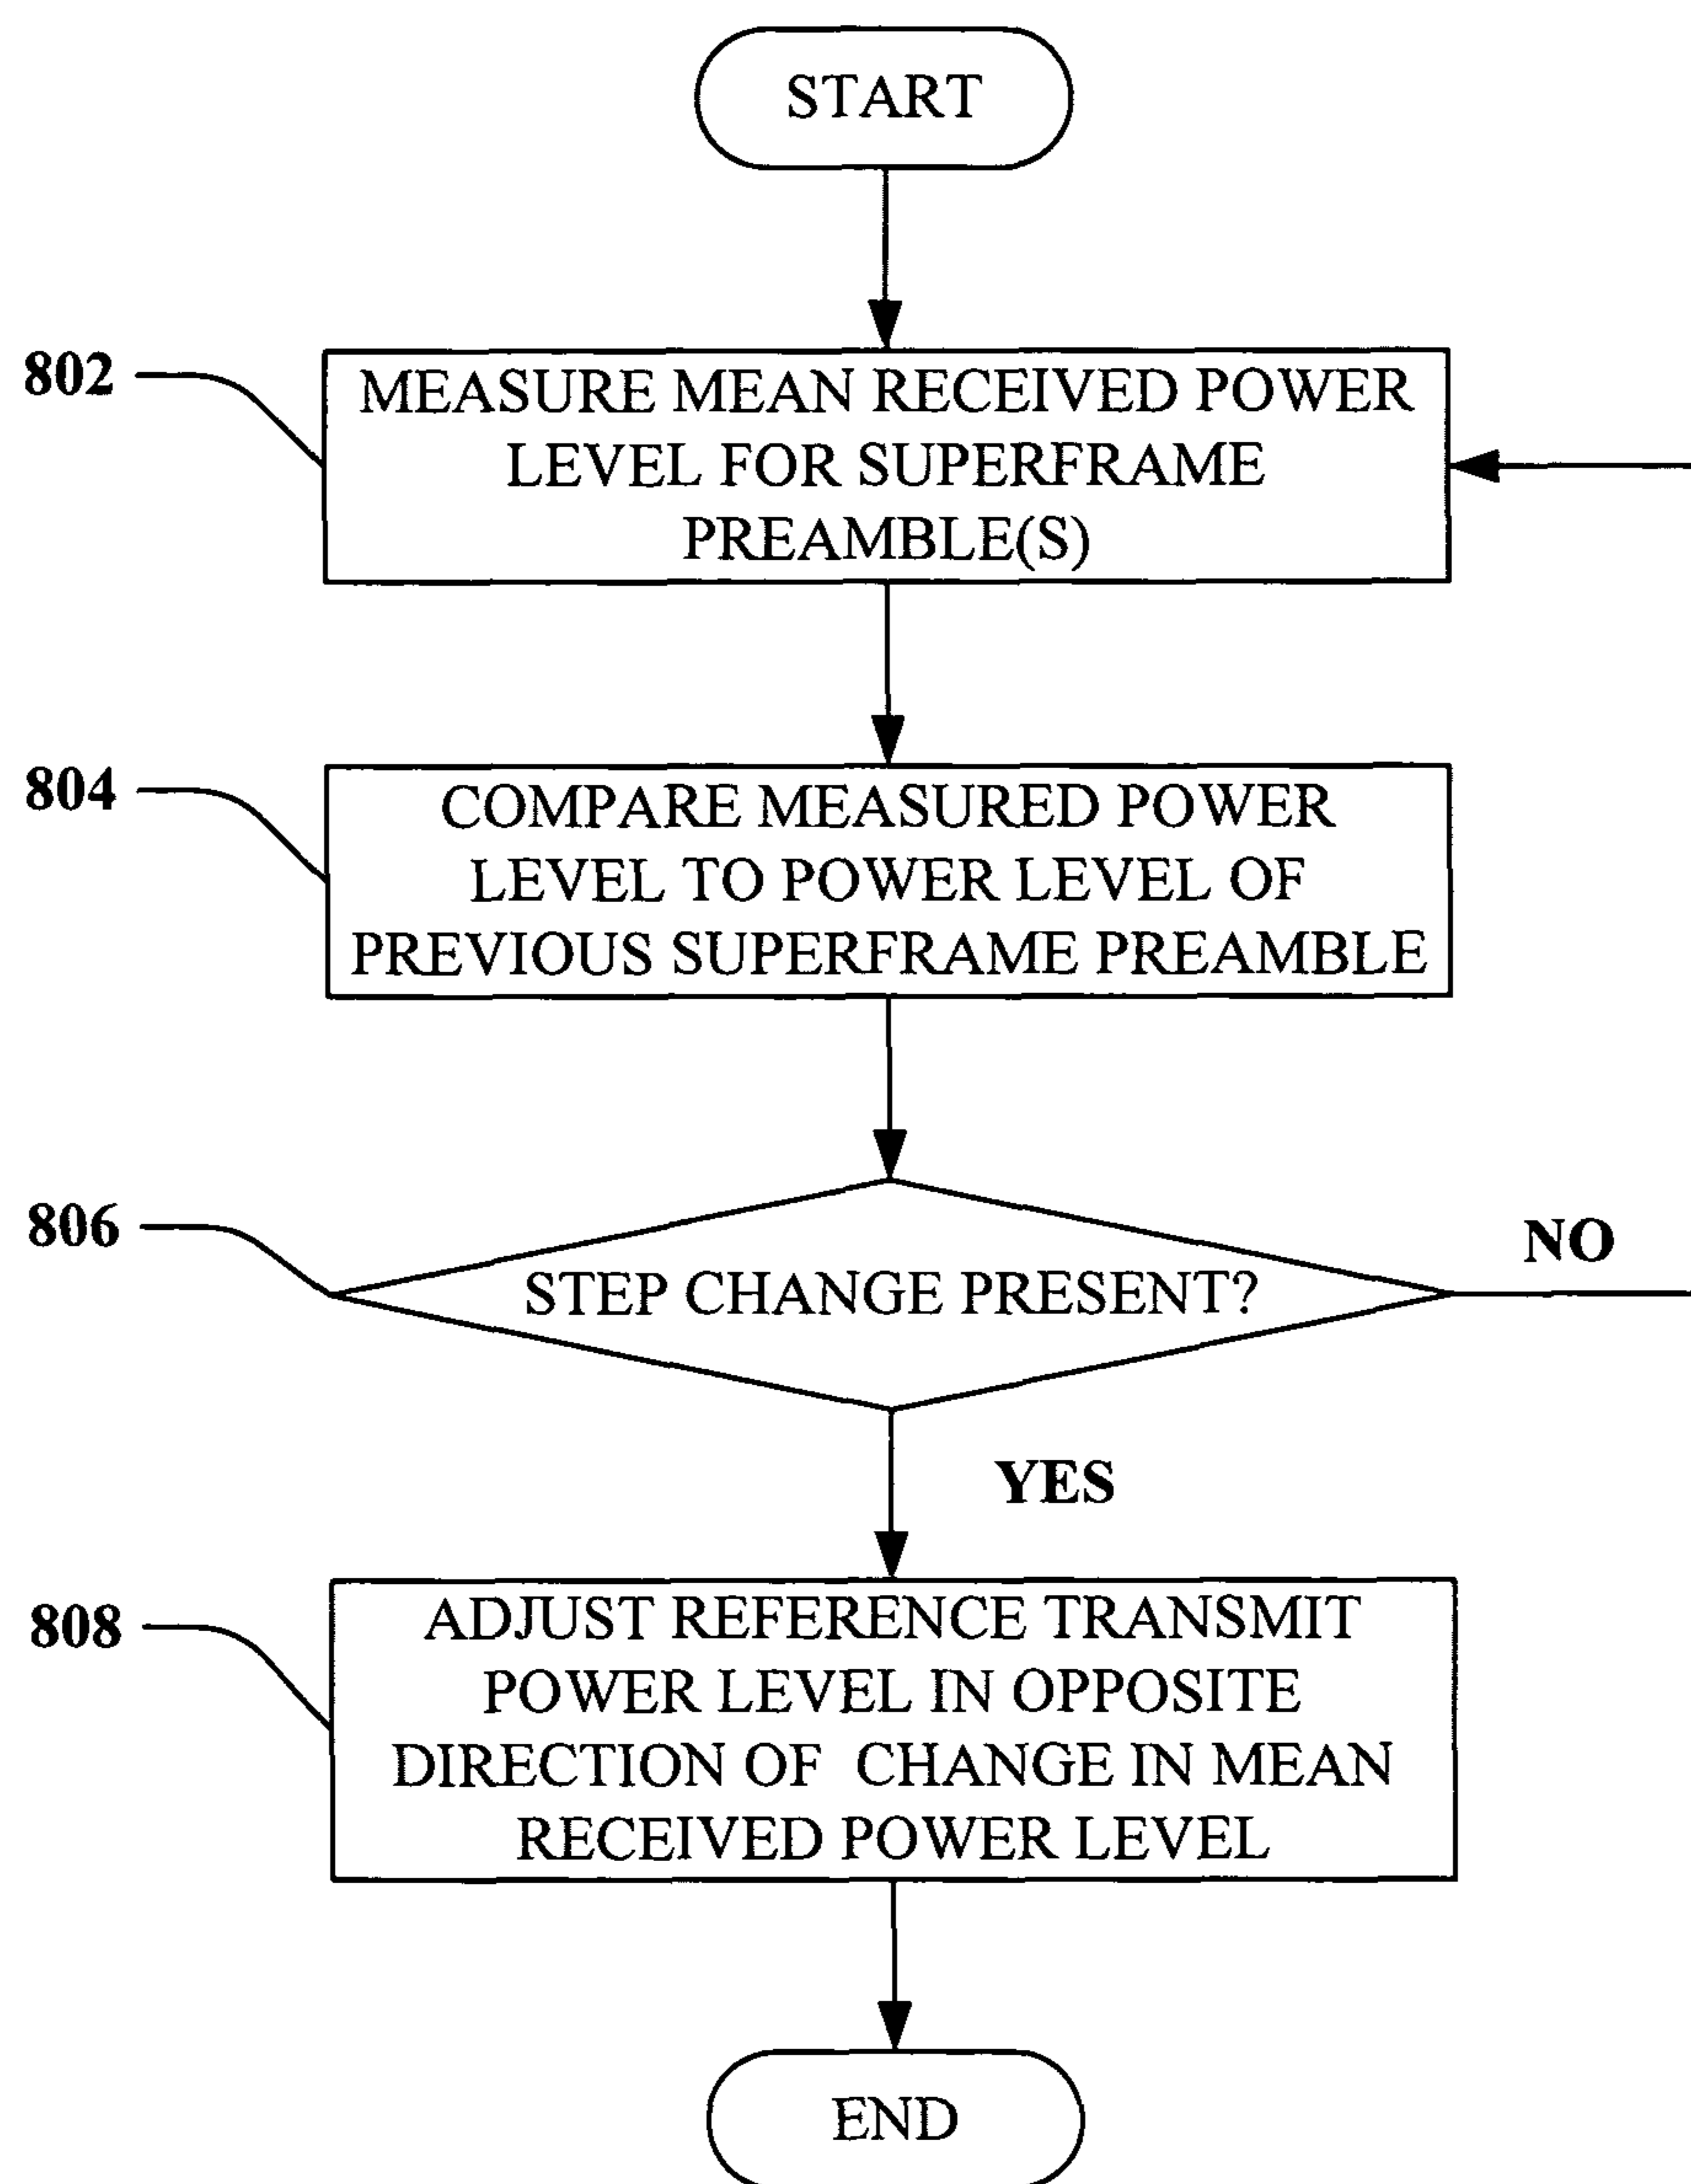 START
802
MEASURE MEAN RECEIVED POWER
LEVEL FOR SUPERFRAME
PREAMBLE(S)
804
COMPARE MEASURED POWER
LEVEL TO POWER LEVEL OF
PREVIOUS SUPERFRAME PREAMBLE
806
STEP CHANGE PRESENT?
NO
YES
808
ADJUST REFERENCE TRANSMIT
POWER LEVEL IN OPPOSITE
DIRECTION OF CHANGE IN MEAN
RECEIVED POWER LEVEL
END